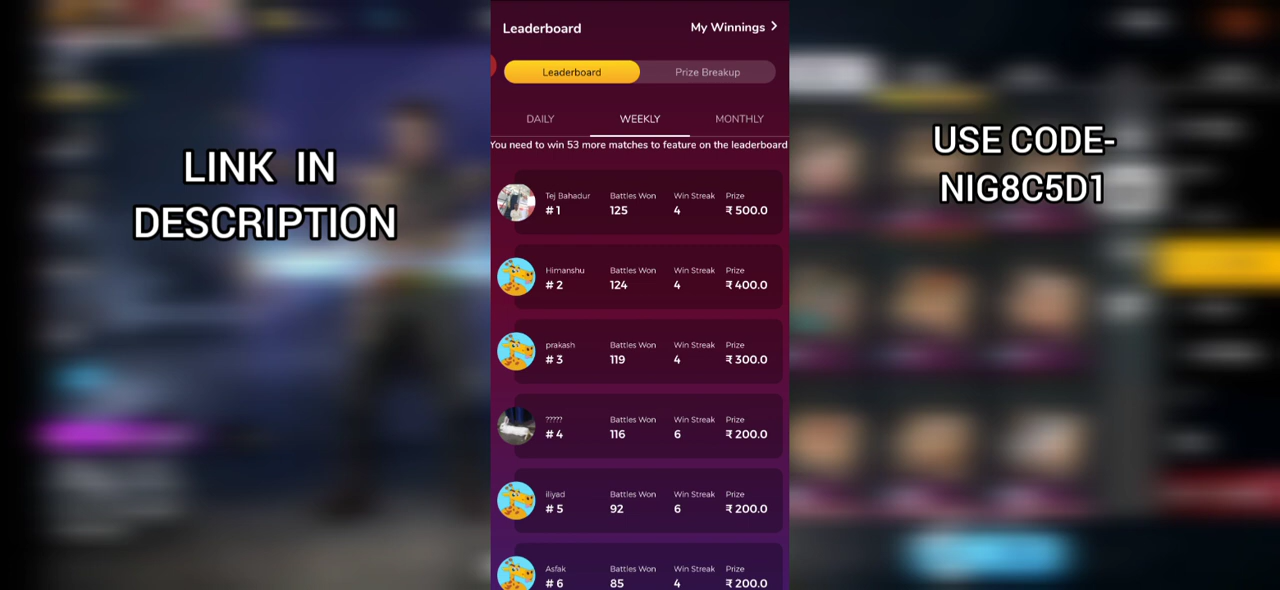 LINK IN
DESCRIPTION
Leaderboard
My Winnings
Leaderboard
Prize Breakup
DAILY
WEEKLY
MONTHLY
You need to win 53 more matches to feature on the leaderboard
Tej Bahadur Battles Won Win Streak Prize
# 1 125 4 ₹ 500.0
Himanshu Battles Won Win Streak Prize
# 2 124 4 ₹ 400.0
prakash Battles Won Win Streak Prize
# 3 119 4 ₹ 300.0
????? Battles Won Win Streak Prize
# 4 116 6 ₹ 200.0
iliyad Battles Won Win Streak Prize
# 5 92 6 ₹ 200.0
Asfak Battles Won Win Streak Prize
# 6 85 4 ₹ 200.0
USE CODE-
NIG8C5D1